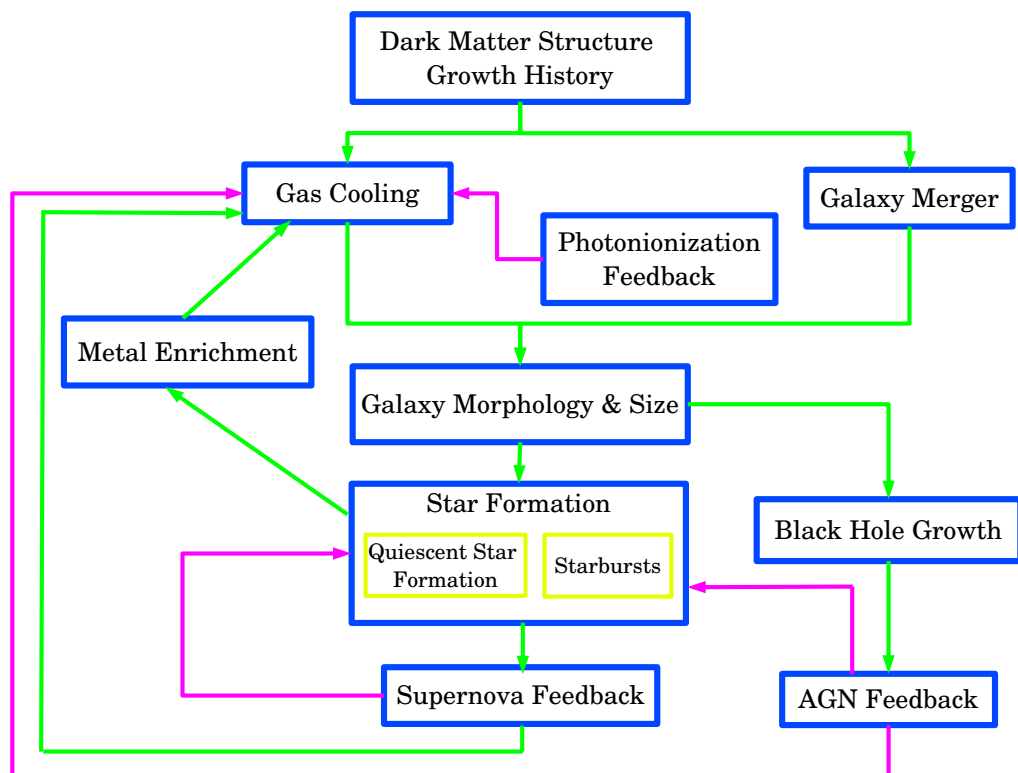 Dark Matter Structure
Growth History
Gas Cooling
Galaxy Merger
Photonionization
Feedback
Metal Enrichment
Galaxy Morphology & Size
Star Formation
Quiescent Star
Formation
Starbursts
Black Hole Growth
Supernova Feedback
AGN Feedback